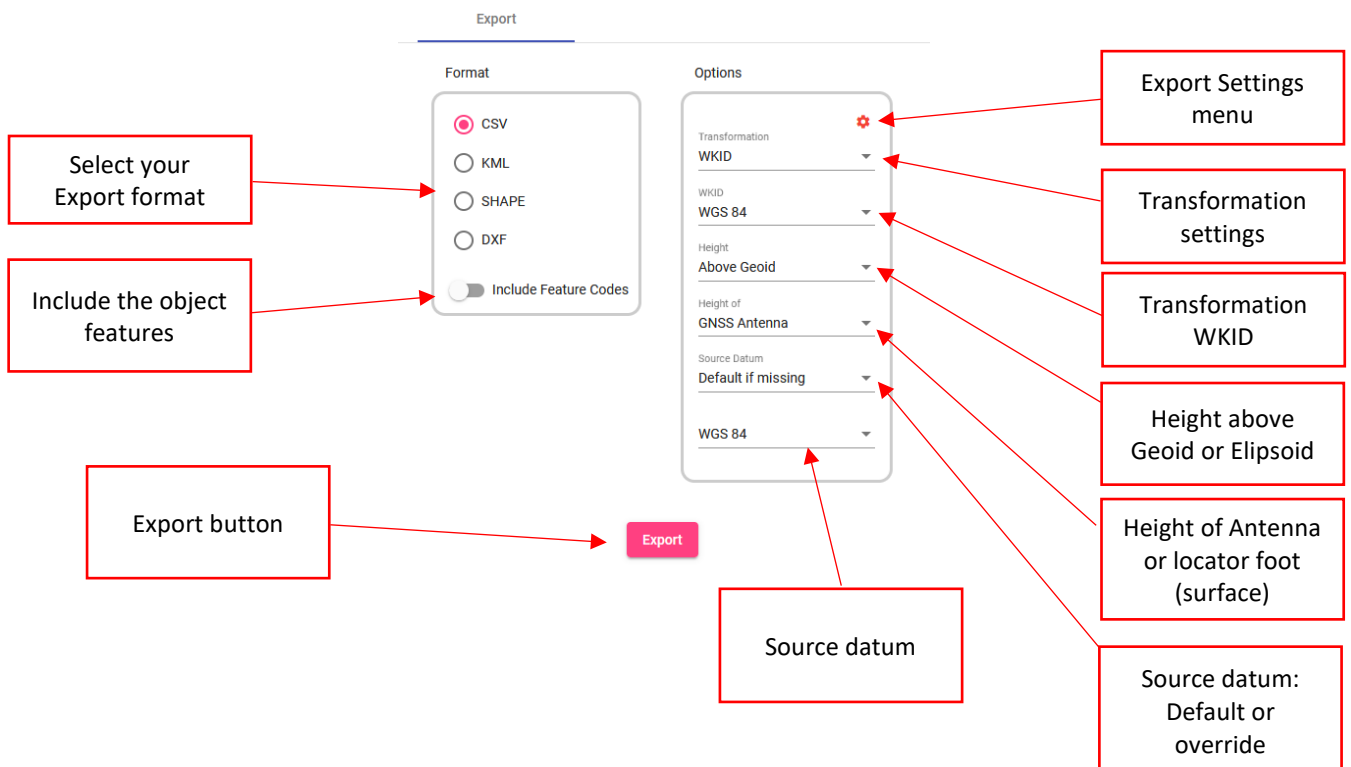 Export
Format
CSV
KML
SHAPE
DXF
Include Feature Codes
Options
Transformation
WKID
WKID
WGS 84
Height
Above Geoid
Height of
GNSS Antenna
Source Datum
Default if missing
WGS 84
Export
Select your
Export format
Include the object
features
Export button
Source datum
Export Settings
menu
Transformation
settings
Transformation
WKID
Height above
Geoid or Elipsoid
Height of Antenna
or locator foot
(surface)
Source datum:
Default or
override